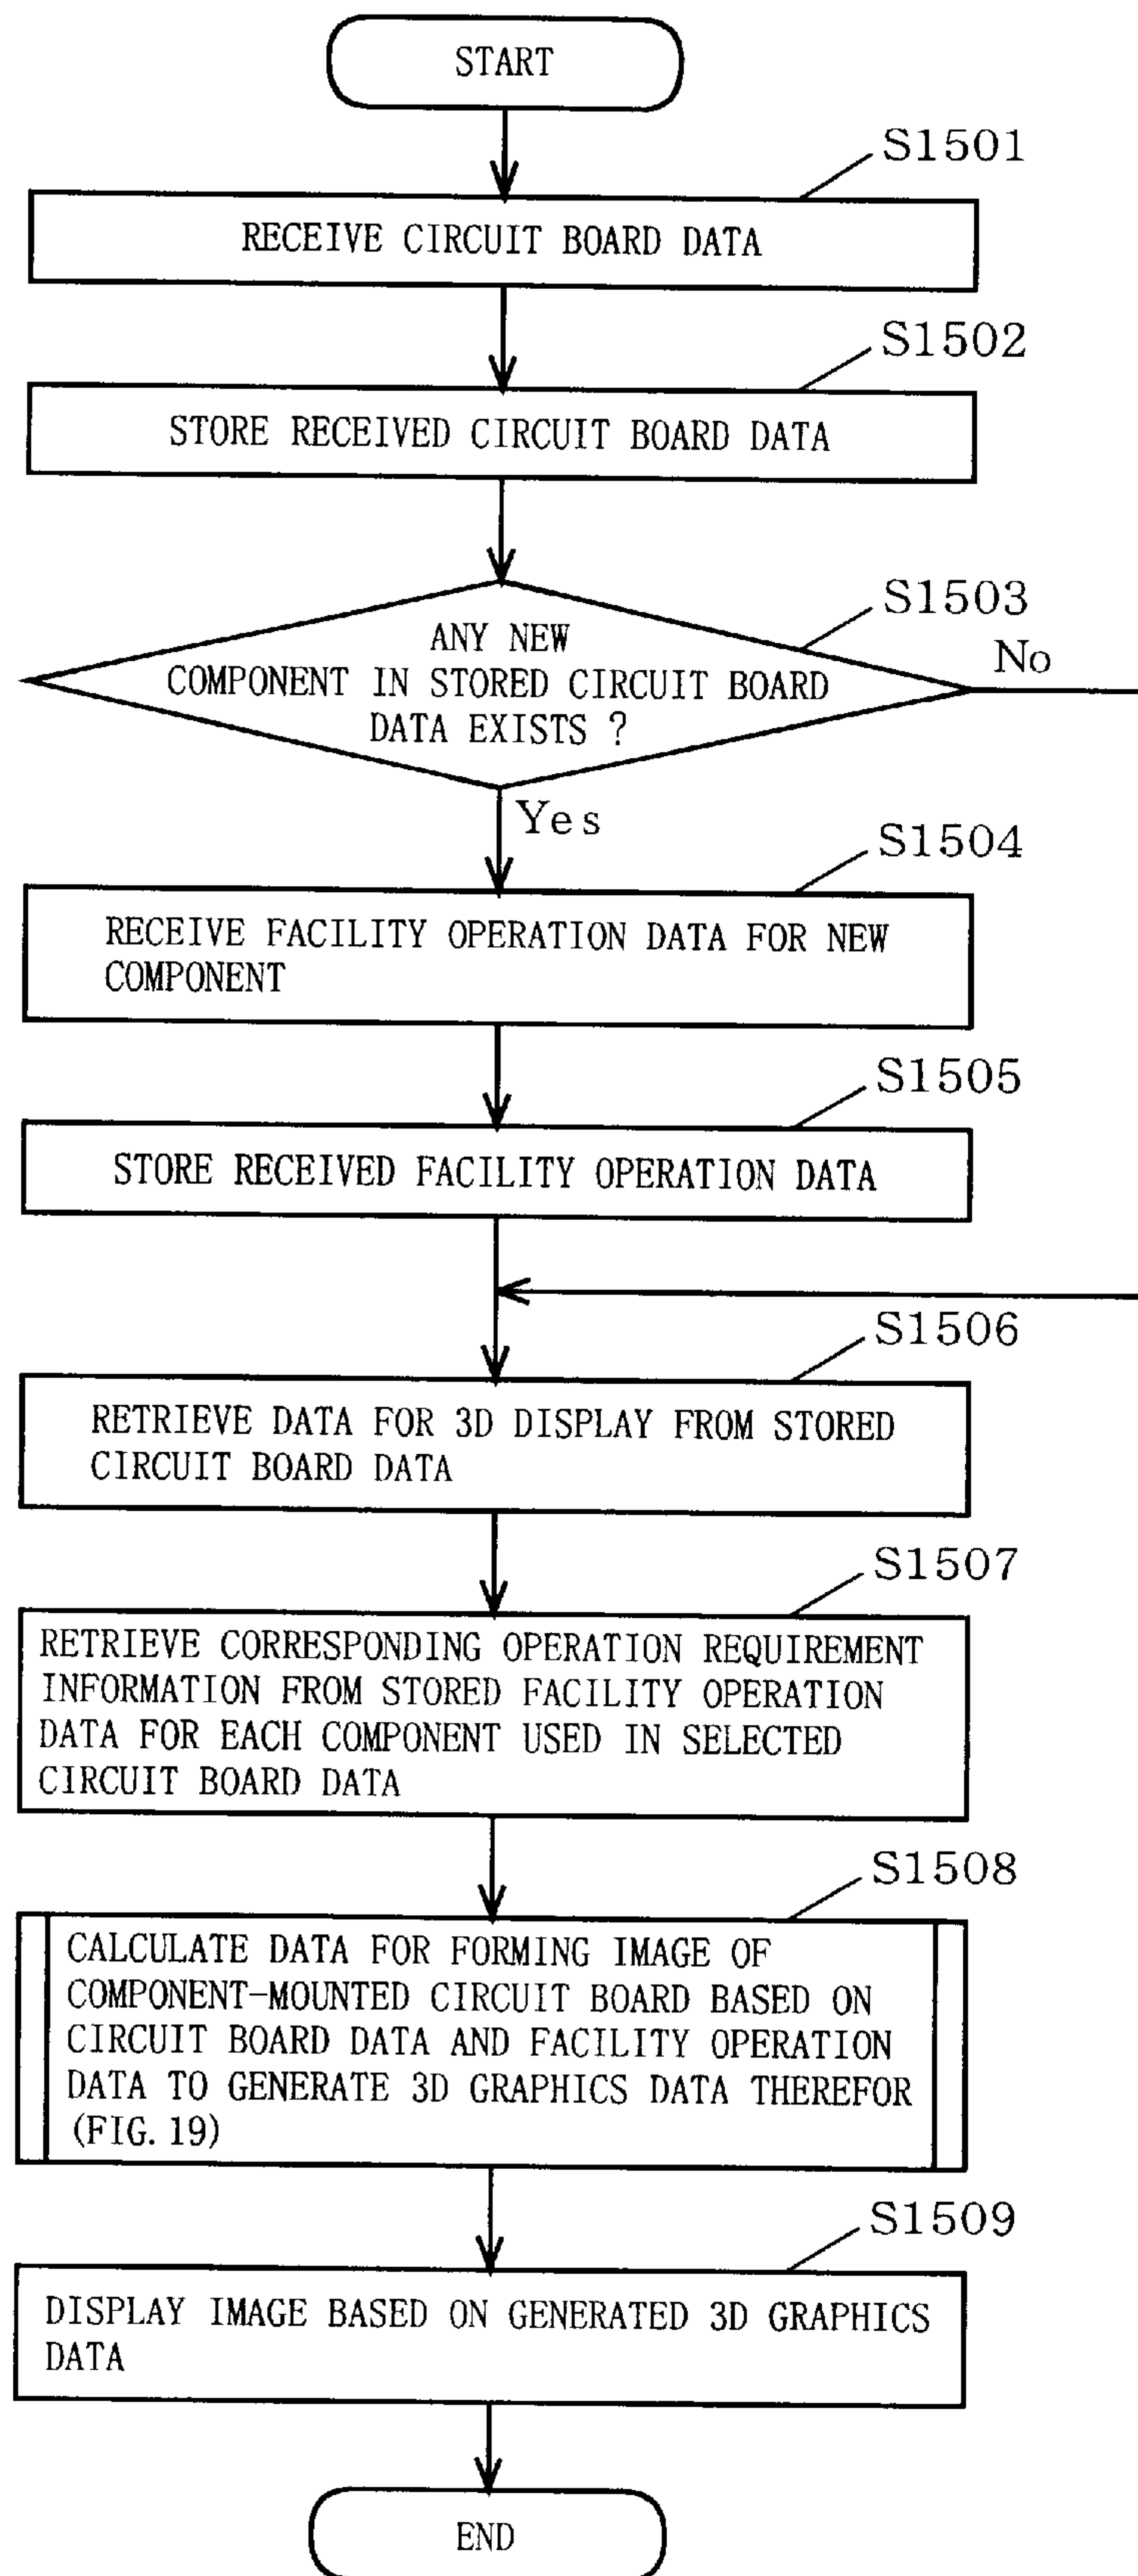 START
S1501
RECEIVE CIRCUIT BOARD DATA
S1502
STORE RECEIVED CIRCUIT BOARD DATA
S1503
ANY NEW
COMPONENT IN STORED CIRCUIT BOARD
DATA EXISTS ?
No
Yes
S1504
RECEIVE FACILITY OPERATION DATA FOR NEW
COMPONENT
S1505
STORE RECEIVED FACILITY OPERATION DATA
S1506
RETRIEVE DATA FOR 3D DISPLAY FROM STORED
CIRCUIT BOARD DATA
S1507
RETRIEVE CORRESPONDING OPERATION REQUIREMENT
INFORMATION FROM STORED FACILITY OPERATION
DATA FOR EACH COMPONENT USED IN SELECTED
CIRCUIT BOARD DATA
S1508
CALCULATE DATA FOR FORMING IMAGE OF
COMPONENT-MOUNTED CIRCUIT BOARD BASED ON
CIRCUIT BOARD DATA AND FACILITY OPERATION
DATA TO GENERATE 3D GRAPHICS DATA THEREFOR
(FIG. 19)
S1509
DISPLAY IMAGE BASED ON GENERATED 3D GRAPHICS
DATA
END